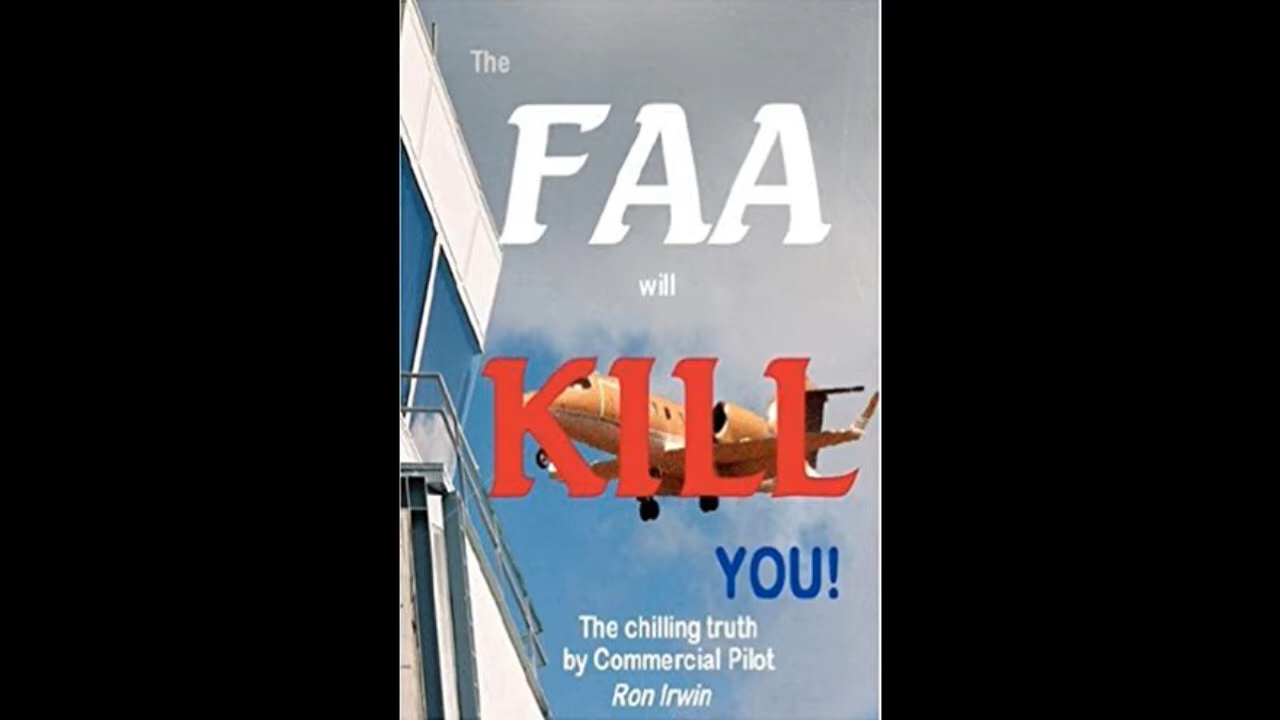 The
FAA
will
KILL
YOU!
The chilling truth
by Commercial Pilot
Ron Irwin